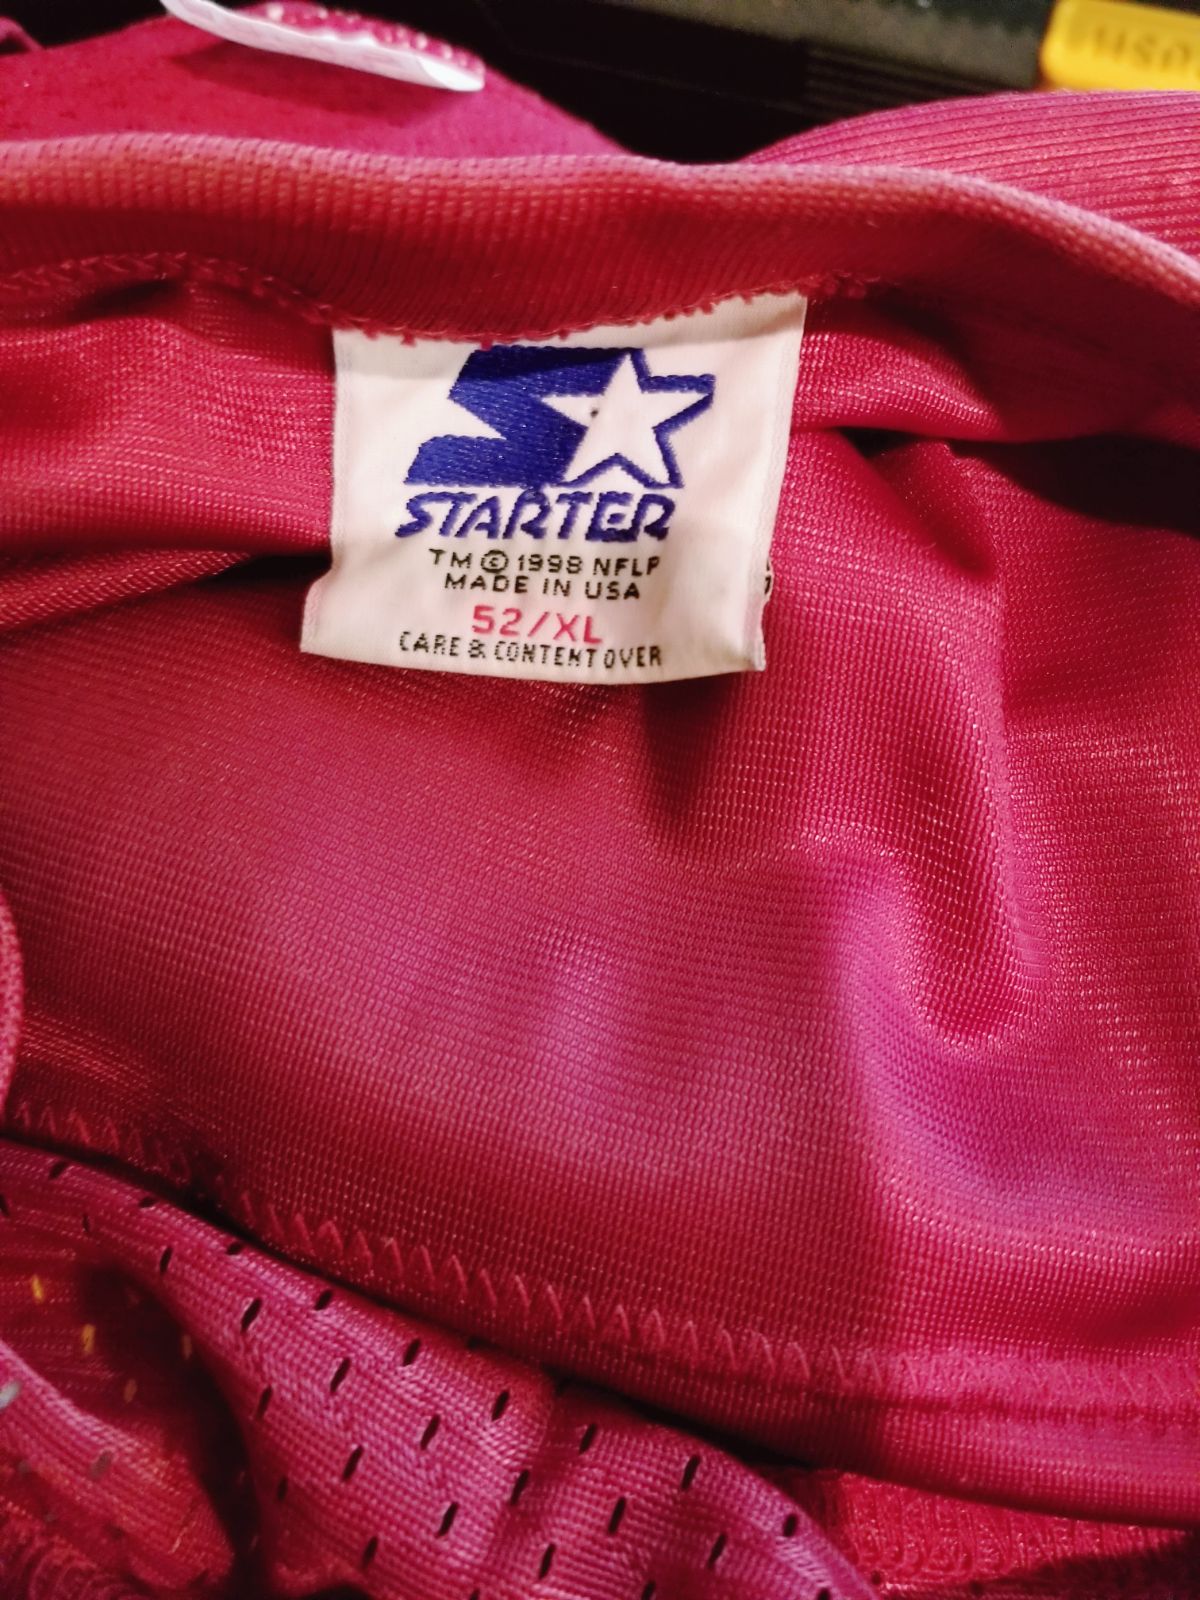 STARTER
TM © 1998 NFLP
MADE IN USA
52/XL
CARE & CONTENT OVER